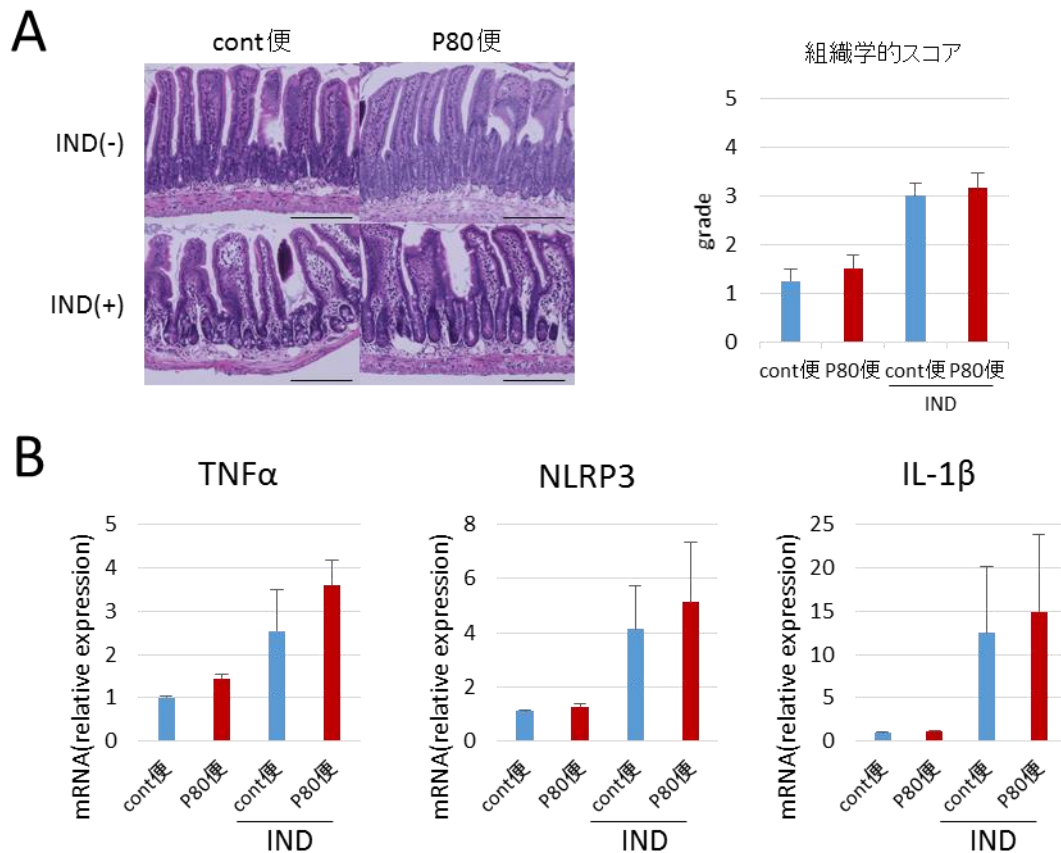 A
cont便
P80便
IND(-)
IND(+)
組織学的スコア
5
4
3
2
1
0
grade
cont便 P80便 cont便 P80便
IND
B
TNFα
5
4
3
2
1
0
mRNA(relative expression)
cont便
P80便
cont便
P80便
IND
NLRP3
8
6
4
2
0
mRNA(relative expression)
cont便
P80便
cont便
P80便
IND
IL-1β
25
20
15
10
5
0
mRNA(relative expression)
cont便
P80便
cont便
P80便
IND